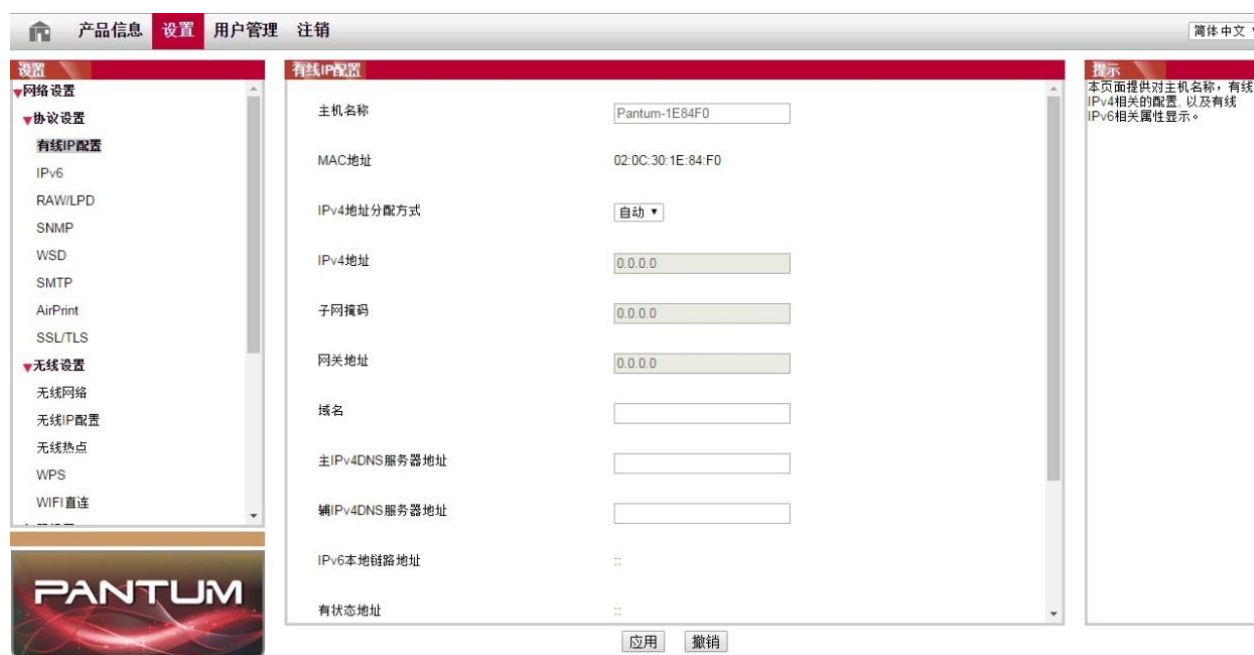 产品信息 设置 用户管理 注销 简体中文
设置
▼网络设置
▼协议设置
有线IP配置
IPv6
RAW/LPD
SNMP
WSD
SMTP
AirPrint
SSL/TLS
▼无线设置
无线网络
无线IP配置
无线热点
WPS
WIFI直连
PANTUM
有线IP配置
主机名称 Pantum-1E84F0
MAC地址 02:0C:30:1E:84:F0
IPv4地址分配方式 自动
IPv4地址 0.0.0.0
子网掩码 0.0.0.0
网关地址 0.0.0.0
域名
主IPv4DNS服务器地址
辅IPv4DNS服务器地址
IPv6本地链路地址 ::
有状态地址 ::
应用 撤销
提示
本页面提供对主机名称，有线
IPv4相关的配置, 以及有线
IPv6相关属性显示。